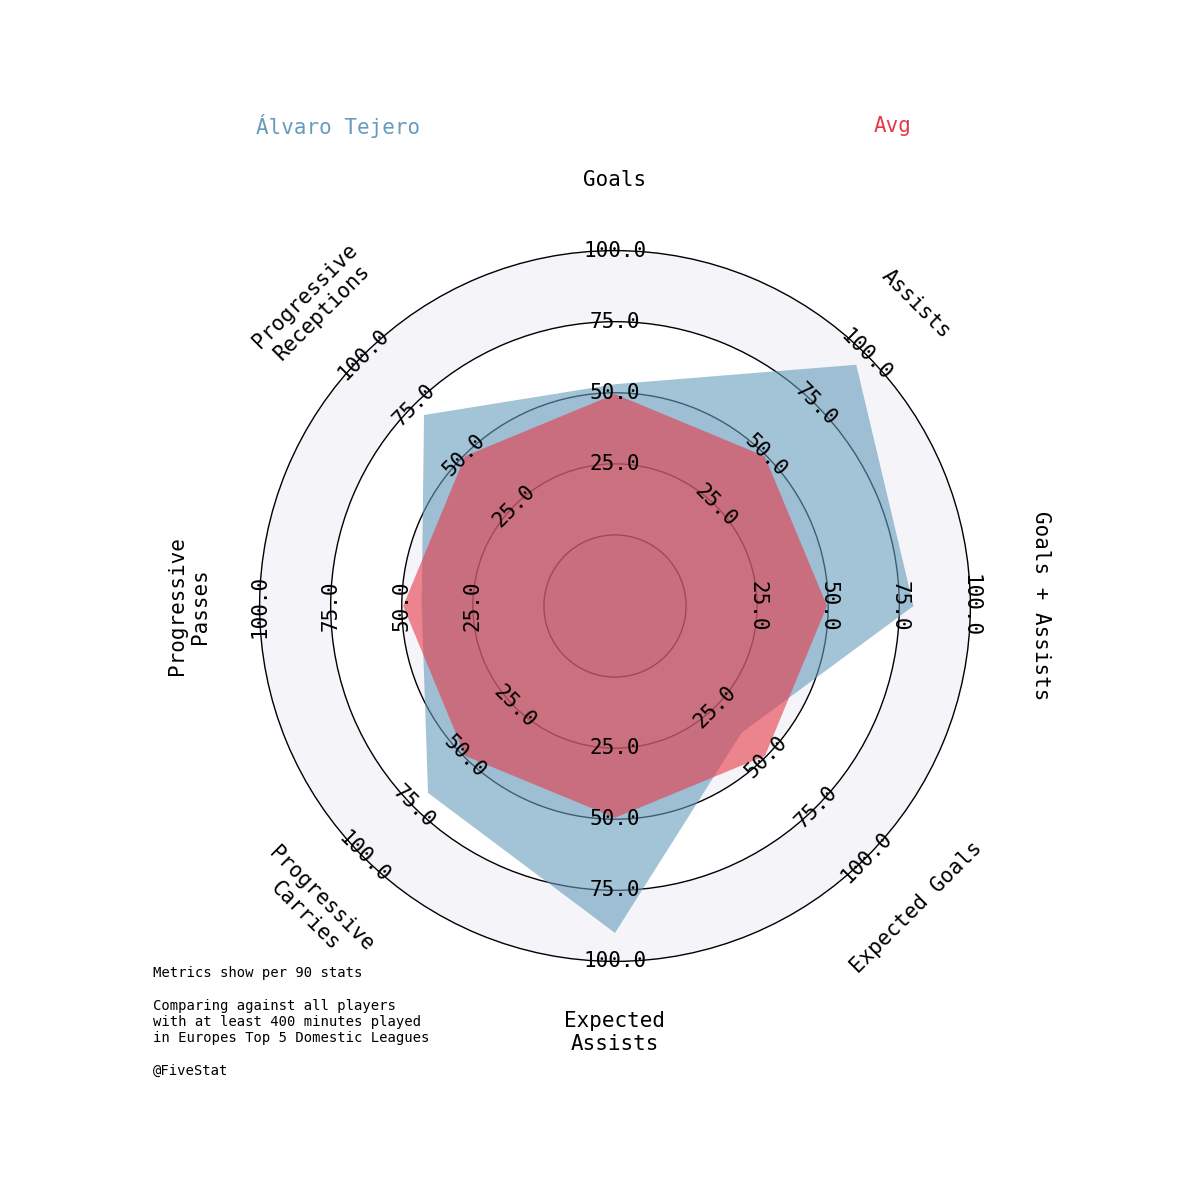 Álvaro Tejero
Avg
Goals
Assists
Goals + Assists
Expected Goals
Expected
Assists
Progressive
Carries
Progressive
Passes
Progressive
Receptions
25.0
50.0
75.0
100.0
25.0
50.0
75.0
100.0
25.0
50.0
75.0
100.0
25.0
50.0
75.0
100.0
25.0
50.0
75.0
100.0
25.0
50.0
75.0
100.0
25.0
50.0
75.0
100.0
25.0
50.0
75.0
100.0
Metrics show per 90 stats
Comparing against all players
with at least 400 minutes played
in Europes Top 5 Domestic Leagues
@FiveStat